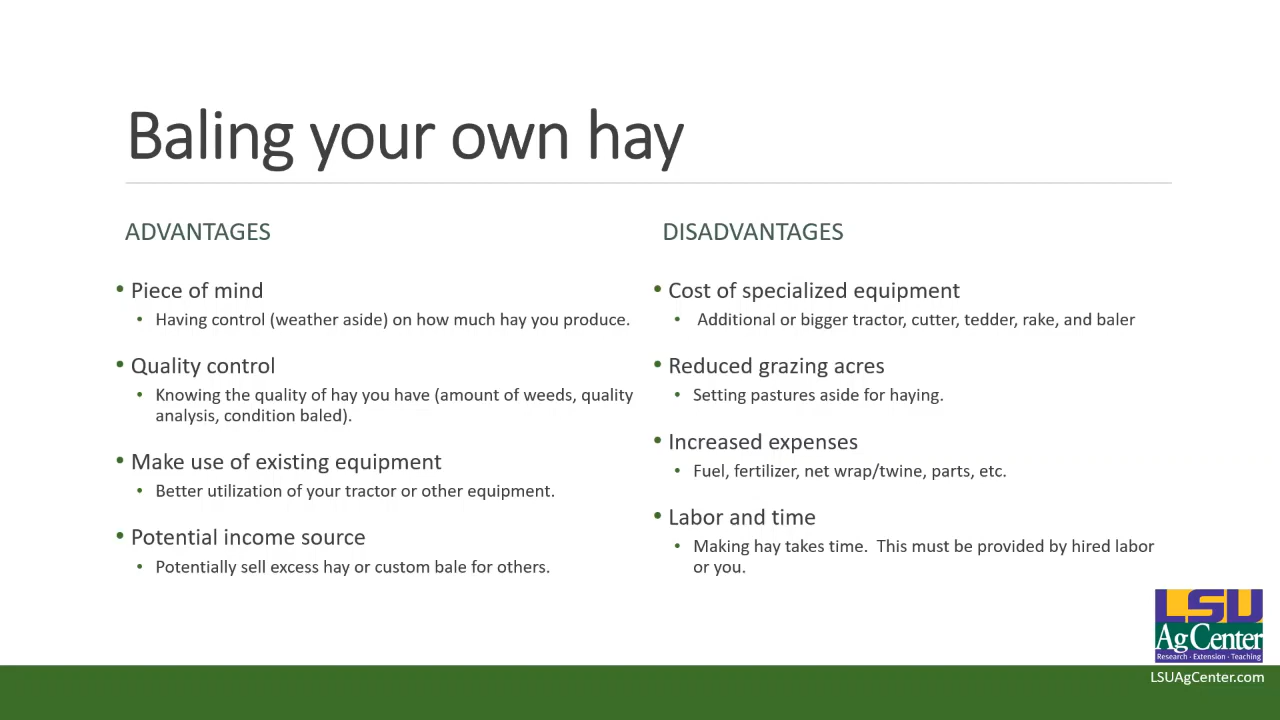 Baling your own hay
ADVANTAGES
• Piece of mind
• Having control (weather aside) on how much hay you produce.
• Quality control
• Knowing the quality of hay you have (amount of weeds, quality
analysis, condition baled).
• Make use of existing equipment
• Better utilization of your tractor or other equipment.
• Potential income source
• Potentially sell excess hay or custom bale for others.
DISADVANTAGES
• Cost of specialized equipment
• Additional or bigger tractor, cutter, tedder, rake, and baler
• Reduced grazing acres
• Setting pastures aside for haying.
• Increased expenses
• Fuel, fertilizer, net wrap/twine, parts, etc.
• Labor and time
• Making hay takes time.  This must be provided by hired labor
or you.
LSU
AgCenter
Research · Extension · Teaching
LSUAgCenter.com